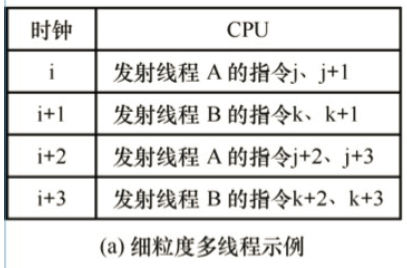 时钟 CPU
i 发射线程 A 的指令j、j+1
i+1 发射线程 B 的指令k、k+1
i+2 发射线程 A 的指令j+2、j+3
i+3 发射线程 B 的指令k+2、k+3
(a) 细粒度多线程示例